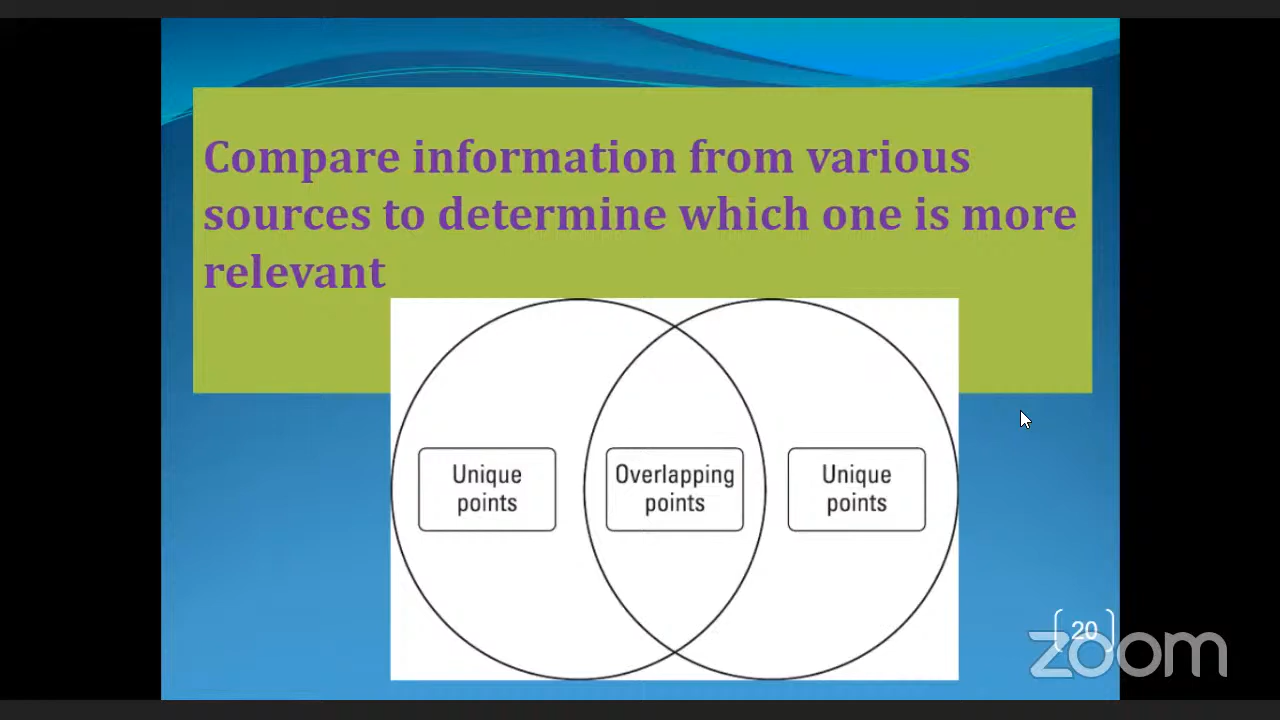 Compare information from various
sources to determine which one is more
relevant
Unique
points
Overlapping
points
Unique
points
20
zoom